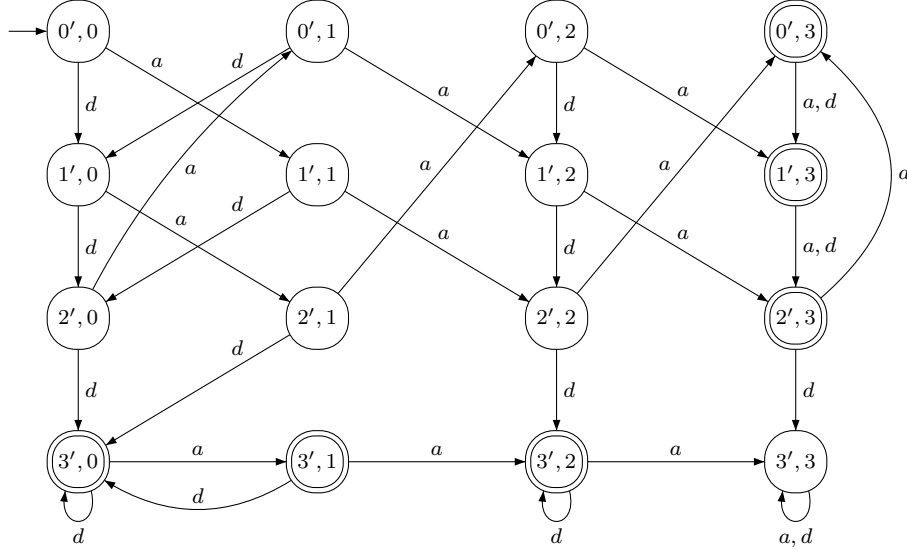 0′, 0 0′, 1 0′, 2 0′, 3
a d a a
d d a, d
a a
1′, 0 1′, 1 1′, 2 1′, 3
a
a d a
d d a, d
2′, 0 2′, 1 2′, 2 2′, 3
d
d d d
a a a
3′, 0 3′, 1 3′, 2 3′, 3
d
d d a, d